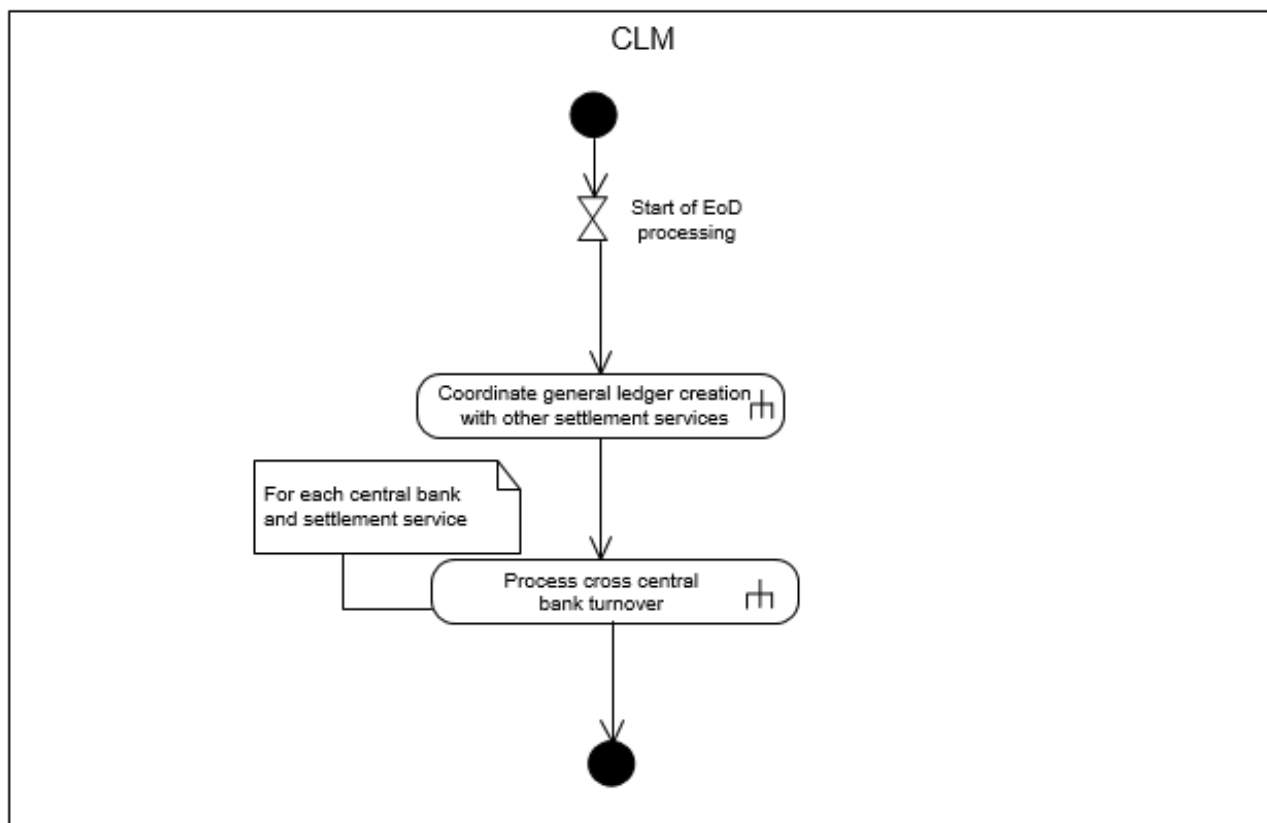 CLM
Start of EoD
processing
Coordinate general ledger creation
with other settlement services
For each central bank
and settlement service
Process cross central
bank turnover